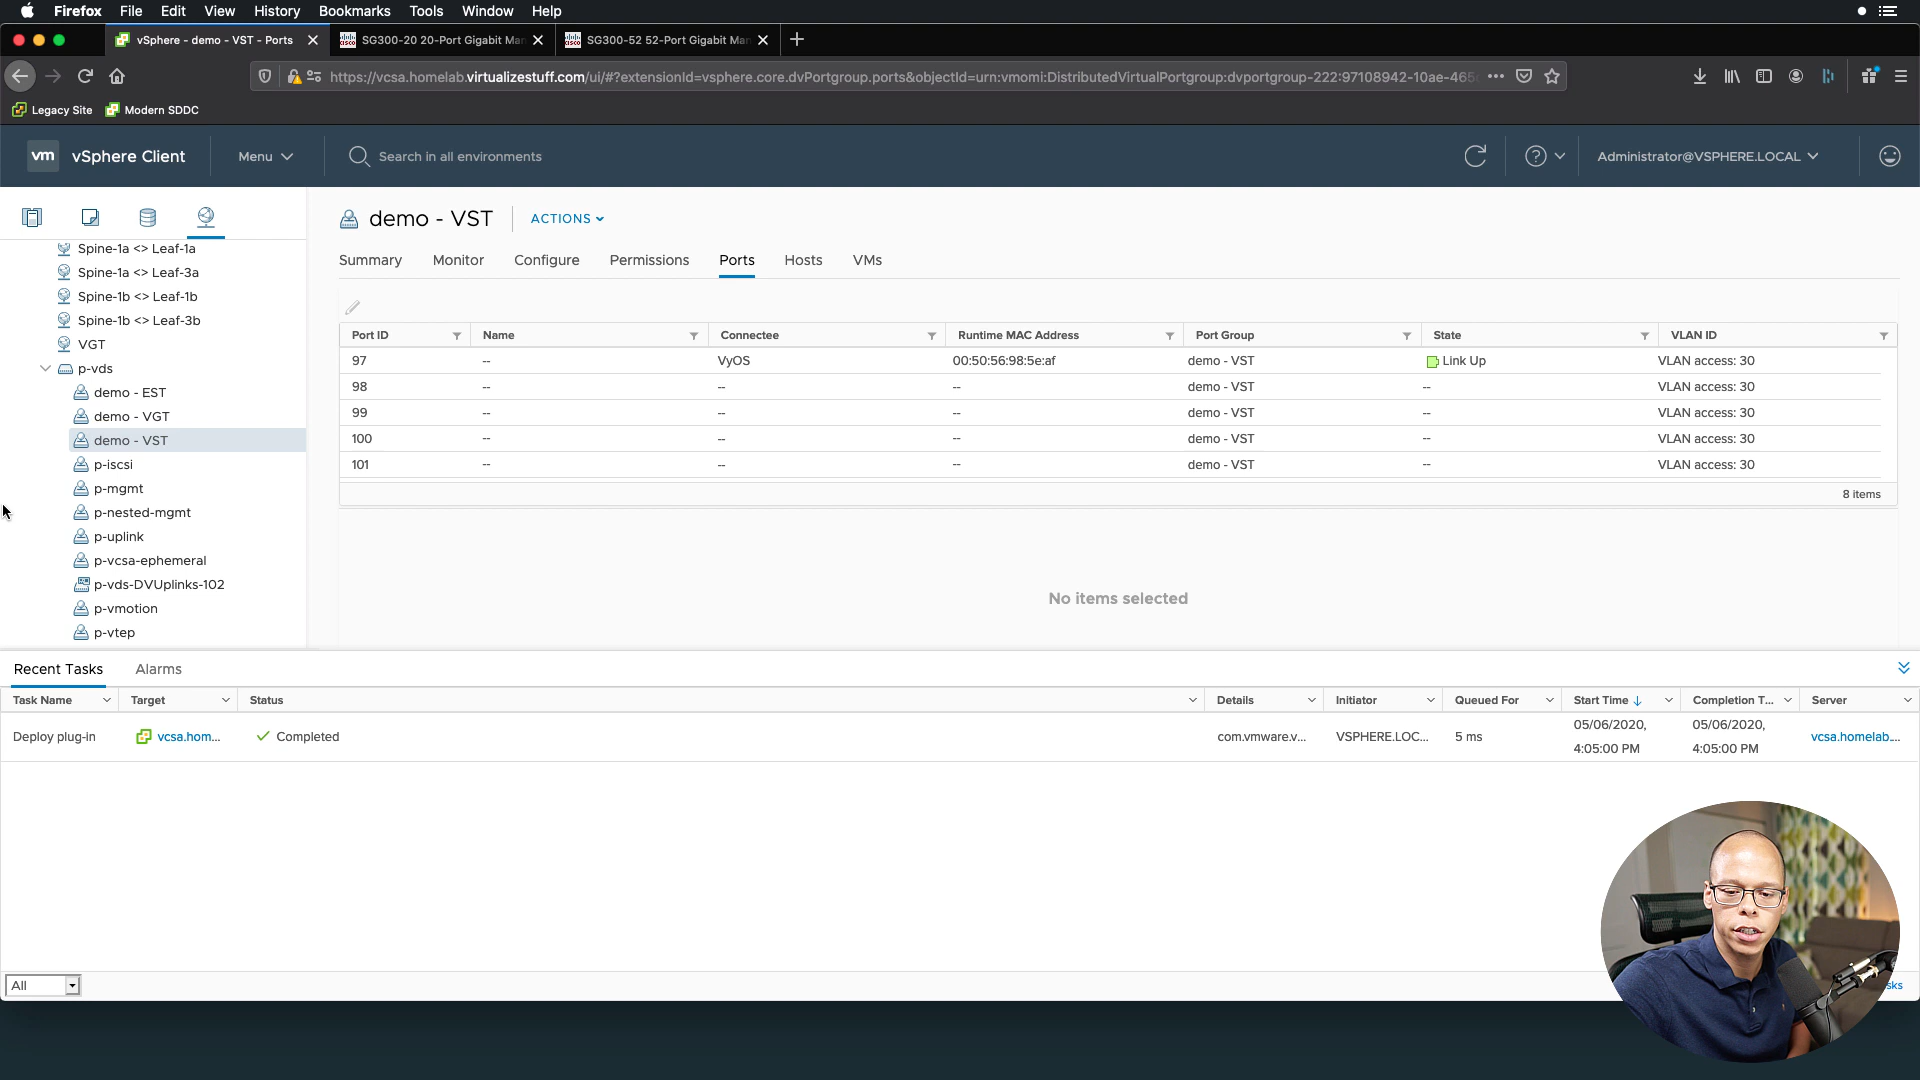 Firefox File Edit View History Bookmarks Tools Window Help
vSphere - demo - VST - Ports
SG300-20 20-Port Gigabit Mar
SG300-52 52-Port Gigabit Mar
https://vcsa.homelab.virtualizestuff.com/ui/#?extensionId=vsphere.core.dvPortgroup.ports&objectId=urn:vmomi:DistributedVirtualPortgroup:dvportgroup-222:97108942-10ae-465
Legacy Site Modern SDDC
vm vSphere Client Menu Search in all environments Administrator@VSPHERE.LOCAL
demo - VST ACTIONS
Summary Monitor Configure Permissions Ports Hosts VMs
Spine-1a <> Leaf-1a
Spine-1a <> Leaf-3a
Spine-1b <> Leaf-1b
Spine-1b <> Leaf-3b
VGT
p-vds
demo - EST
demo - VGT
demo - VST
p-iscsi
p-mgmt
p-nested-mgmt
p-uplink
p-vcsa-ephemeral
p-vds-DVUplinks-102
p-vmotion
p-vtep
Port ID Name Connectee Runtime MAC Address Port Group State VLAN ID
97 -- VyOS 00:50:56:98:5e:af demo - VST Link Up VLAN access: 30
98 -- -- -- demo - VST -- VLAN access: 30
99 -- -- -- demo - VST -- VLAN access: 30
100 -- -- -- demo - VST -- VLAN access: 30
101 -- -- -- demo - VST -- VLAN access: 30
8 items
No items selected
Recent Tasks Alarms
Task Name Target Status Details Initiator Queued For Start Time Completion T... Server
Deploy plug-in vcsa.hom... Completed com.vmware.v... VSPHERE.LOC... 5 ms 05/06/2020, 4:05:00 PM 05/06/2020, 4:05:00 PM vcsa.homelab....
All
sks